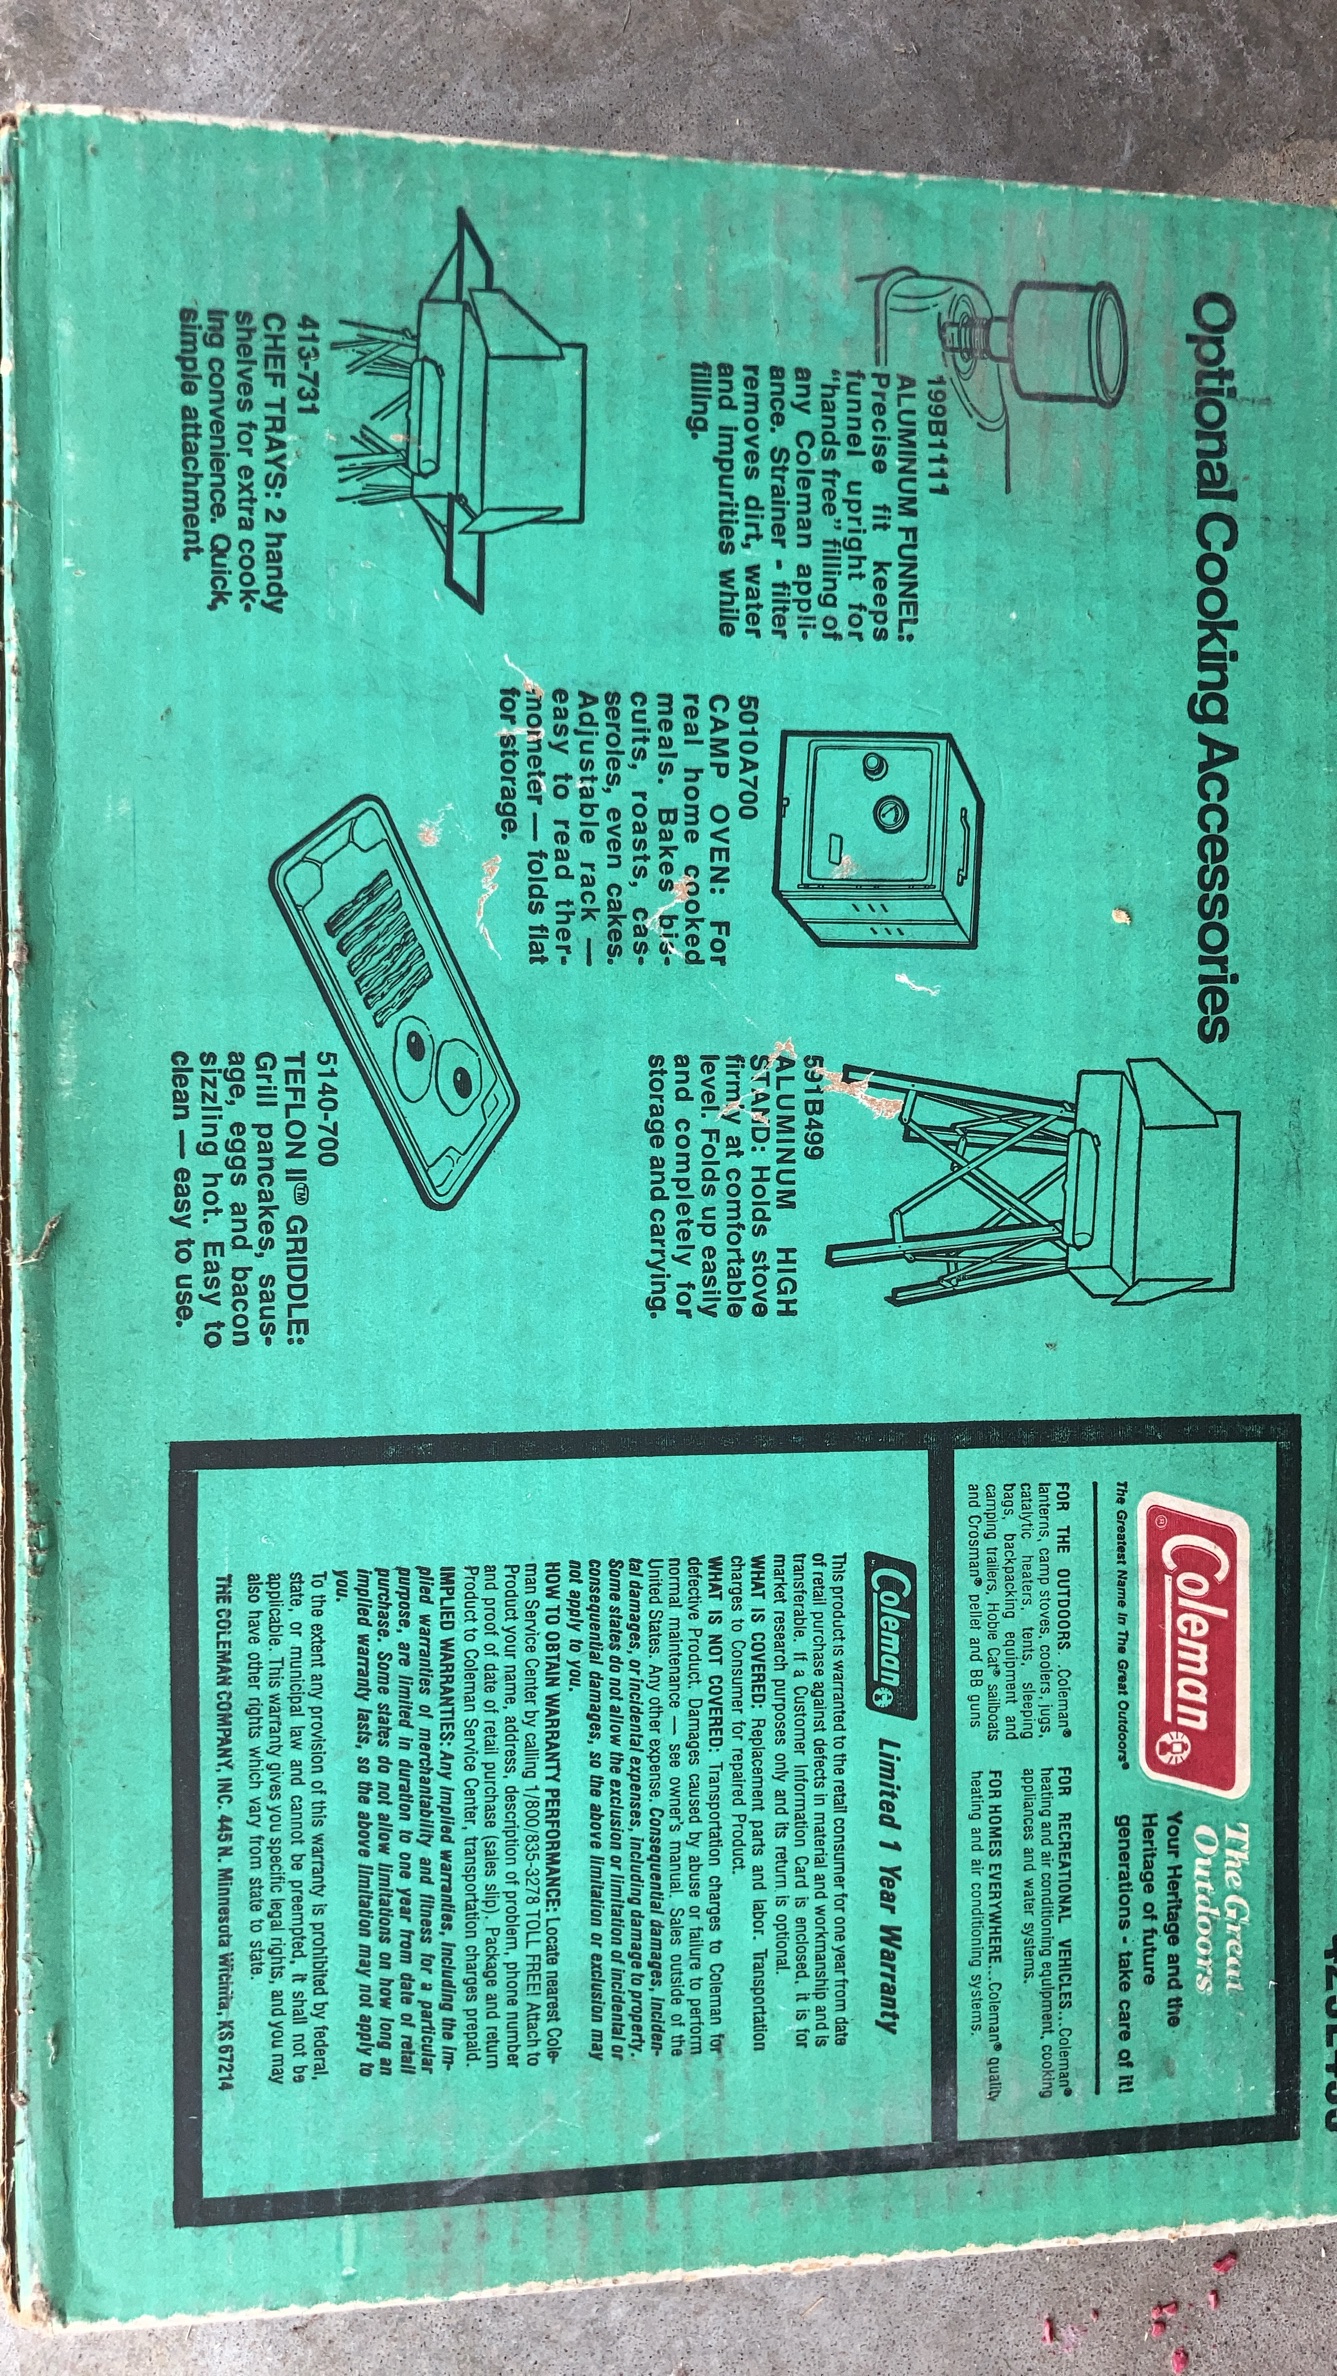 Optional Cooking Accessories
199B1111
ALUMINUM FUNNEL:
Precise fit keeps
funnel upright for
“hands free” filling of
any Coleman appli-
ance. Strainer - filter
removes dirt, water
and impurities while
filling.
413-731
CHEF TRAYS: 2 handy
shelves for extra cook-
ing convenience. Quick,
simple attachment.
5010A700
CAMP OVEN: For
real home cooked
meals. Bakes bis-
cuits, roasts, cas-
seroles, even cakes.
Adjustable rack —
easy to read ther-
mometer — folds flat
for storage.
591B499
ALUMINUM HIGH
STAND: Holds stove
firmly at comfortable
level. Folds up easily
and completely for
storage and carrying.
5140-700
TEFLON II™ GRIDDLE:
Grill pancakes, saus-
age, eggs and bacon
sizzling hot. Easy to
clean — easy to use.
Coleman®
The Greatest Name In The Great Outdoors®
The Great
Outdoors
Your Heritage and the
Heritage of future
generations - take care of it!
FOR THE OUTDOORS. .Coleman®
lanterns, camp stoves, coolers, jugs,
catalytic heaters, tents, sleeping
bags, backpacking equipment and
camping trailers, Hobie Cat® sailboats
and Crosman® pellet and BB guns
FOR RECREATIONAL VEHICLES...Coleman®
heating and air conditioning equipment, cooking
appliances and water systems.
FOR HOMES EVERYWHERE...Coleman® quality
heating and air conditioning systems.
Coleman Limited 1 Year Warranty
This product is warranted to the retail consumer for one year from date
of retail purchase against defects in material and workmanship and is
transferable. If a Customer Information Card is enclosed, it is for
market research purposes only and its return is optional.
WHAT IS COVERED: Replacement parts and labor. Transportation
charges to Consumer for repaired Product.
WHAT IS NOT COVERED: Transportation charges to Coleman for
defective Product. Damages caused by abuse or failure to perform
normal maintenance — see owner's manual. Sales outside of the
United States. Any other expense. Consequential damages, inciden-
tal damages, or incidental expenses, including damage to property.
Some states do not allow the exclusion or limitation of incidental or
consequential damages, so the above limitation or exclusion may
not apply to you.
HOW TO OBTAIN WARRANTY PERFORMANCE: Locate nearest Cole-
man Service Center by calling 1/800/835-3278 TOLL FREE! Attach to
Product your name, address, description of problem, phone number
and proof of date of retail purchase (sales slip). Package and return
Product to Coleman Service Center, transportation charges prepaid.
IMPLIED WARRANTIES: Any implied warranties, including the im-
plied warranties of merchantability and fitness for a particular
purpose, are limited in duration to one year from date of retail
purchase. Some states do not allow limitations on how long an
implied warranty lasts, so the above limitation may not apply to
you.
To the extent any provision of this warranty is prohibited by federal,
state, or municipal law and cannot be preempted, it shall not be
applicable. This warranty gives you specific legal rights, and you may
also have other rights which vary from state to state.
THE COLEMAN COMPANY, INC. 445 N. Minnesota Wichita, KS 67214